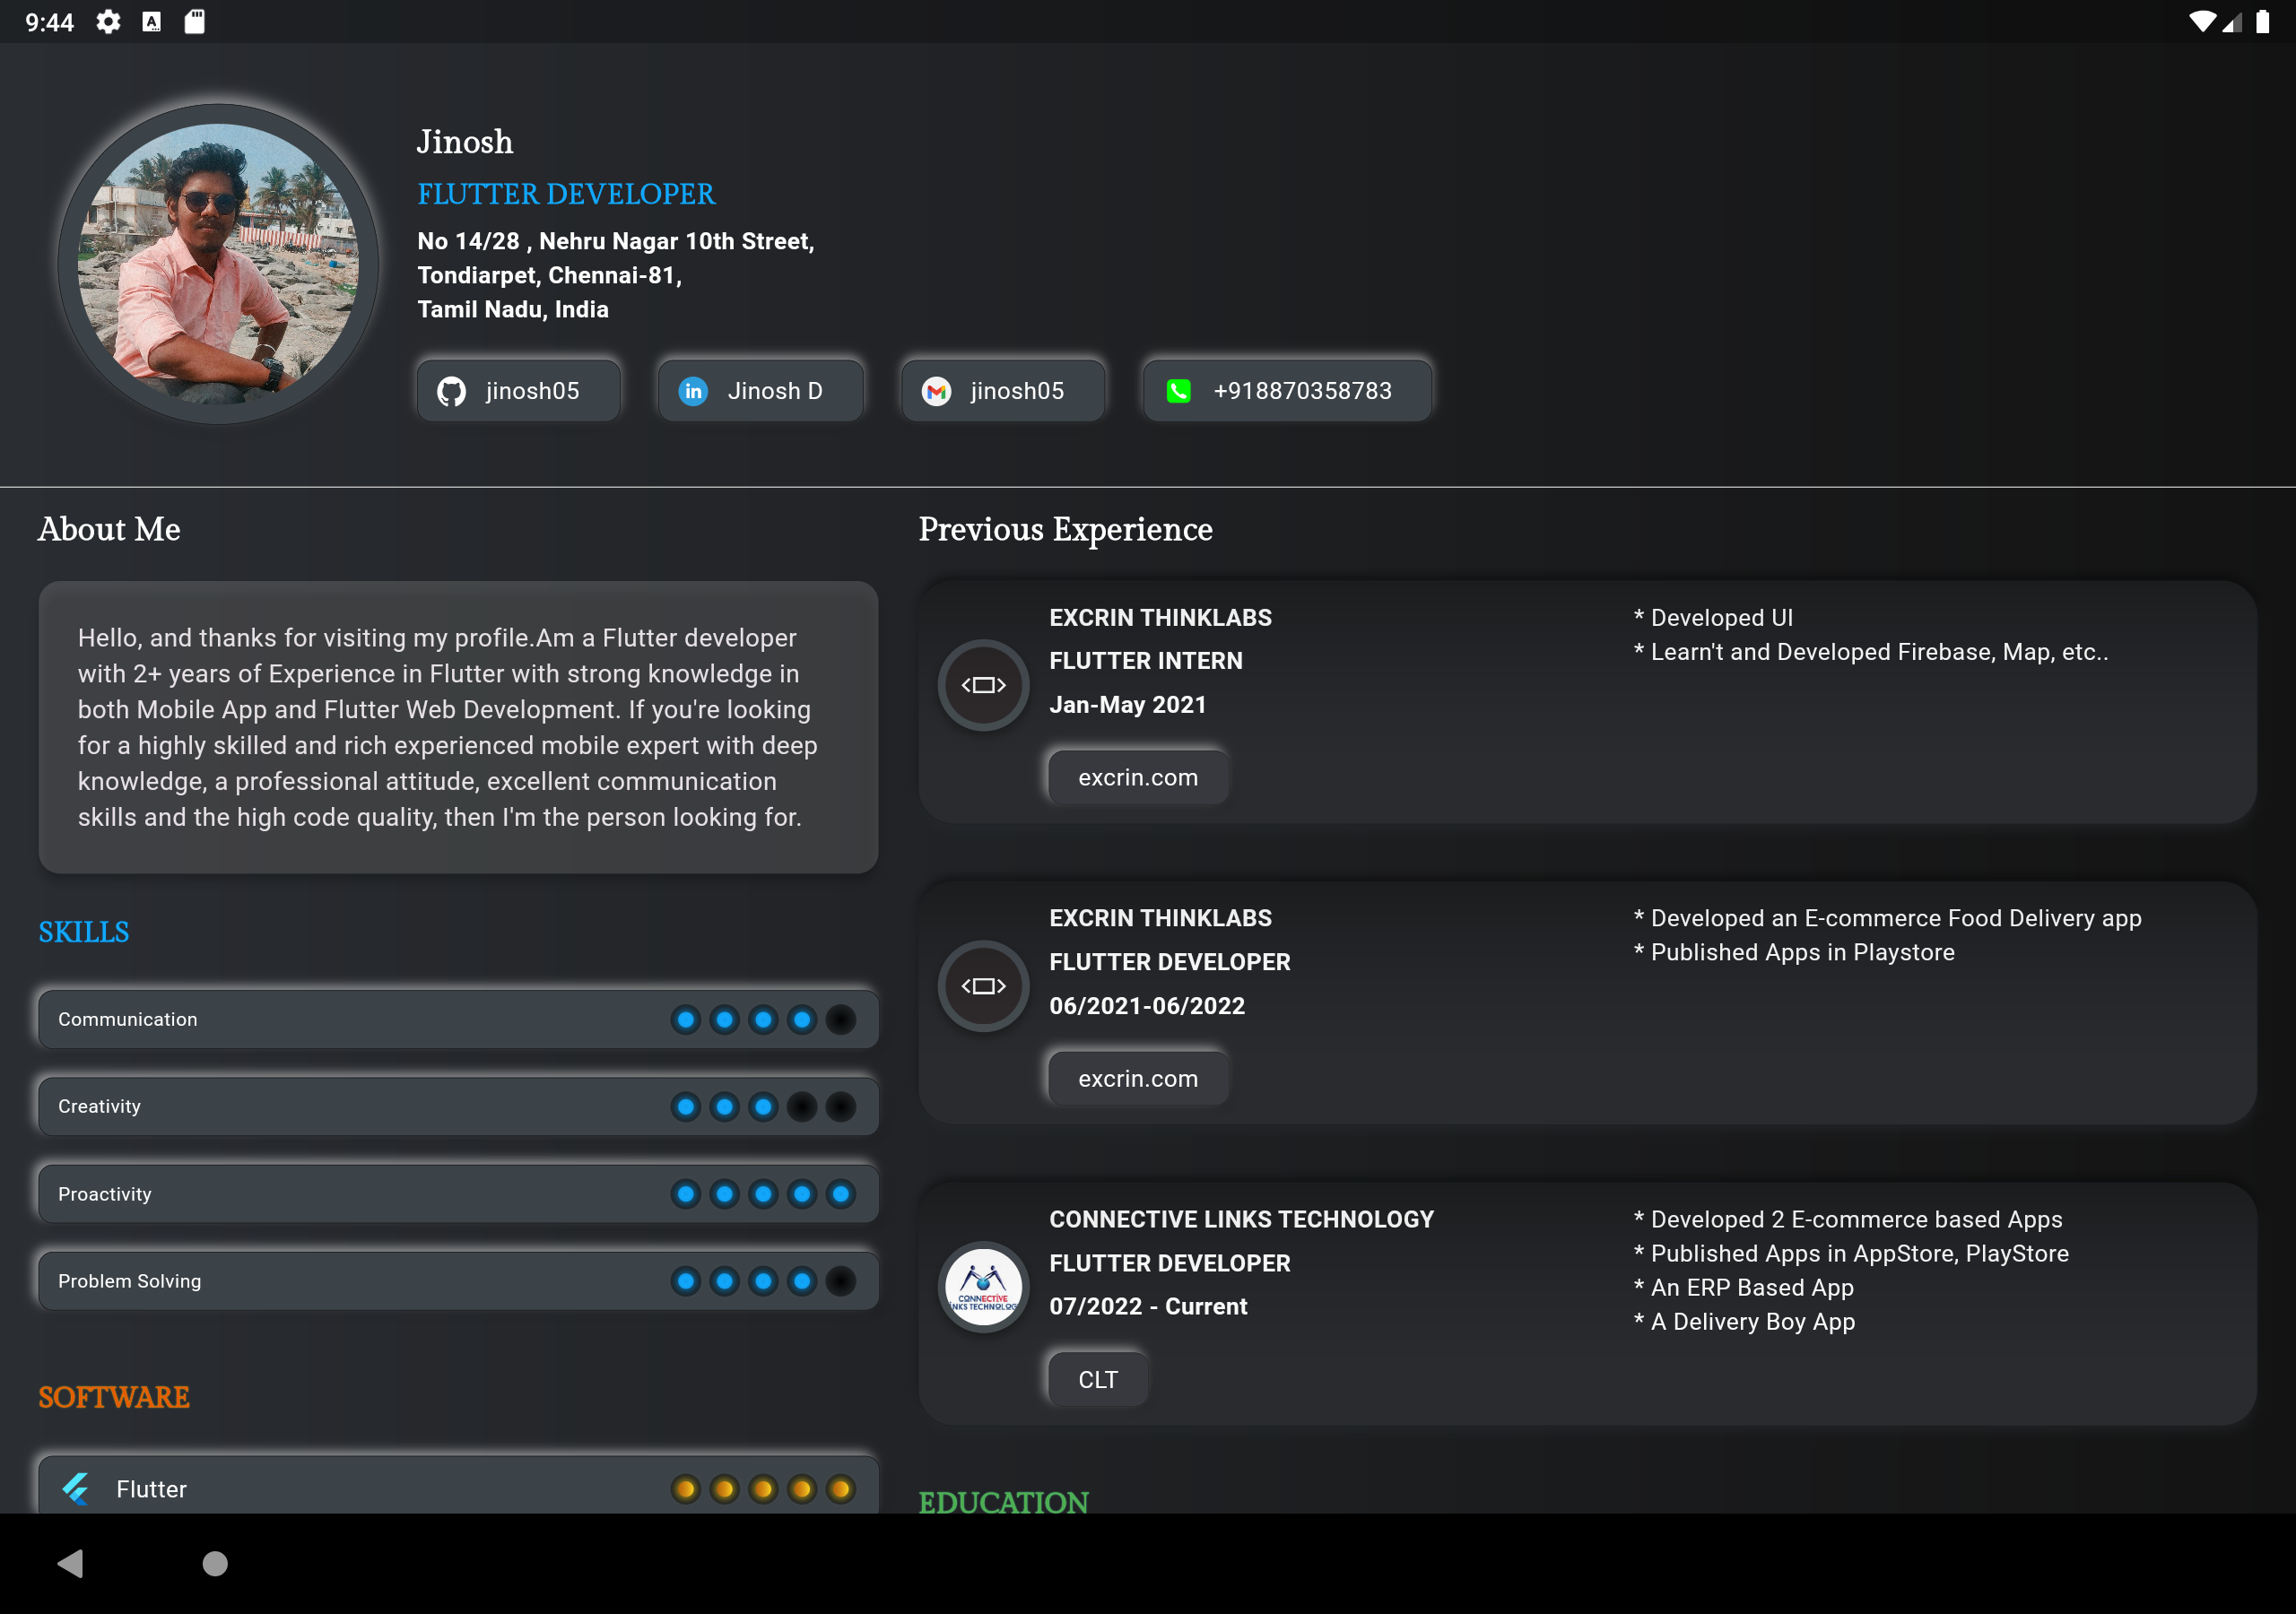 9:44
Jinosh
FLUTTER DEVELOPER
No 14/28 , Nehru Nagar 10th Street,
Tondiarpet, Chennai-81,
Tamil Nadu, India
jinosh05
Jinosh D
jinosh05
+918870358783
About Me
Hello, and thanks for visiting my profile.Am a Flutter developer
with 2+ years of Experience in Flutter with strong knowledge in
both Mobile App and Flutter Web Development. If you're looking
for a highly skilled and rich experienced mobile expert with deep
knowledge, a professional attitude, excellent communication
skills and the high code quality, then I'm the person looking for.
SKILLS
Communication
Creativity
Proactivity
Problem Solving
SOFTWARE
Flutter
Previous Experience
EXCRIN THINKLABS
FLUTTER INTERN
Jan-May 2021
excrin.com
* Developed UI
* Learn't and Developed Firebase, Map, etc..
EXCRIN THINKLABS
FLUTTER DEVELOPER
06/2021-06/2022
excrin.com
* Developed an E-commerce Food Delivery app
* Published Apps in Playstore
CONNECTIVE
INKS TECHNOLOG
CONNECTIVE LINKS TECHNOLOGY
FLUTTER DEVELOPER
07/2022 - Current
CLT
* Developed 2 E-commerce based Apps
* Published Apps in AppStore, PlayStore
* An ERP Based App
* A Delivery Boy App
EDUCATION